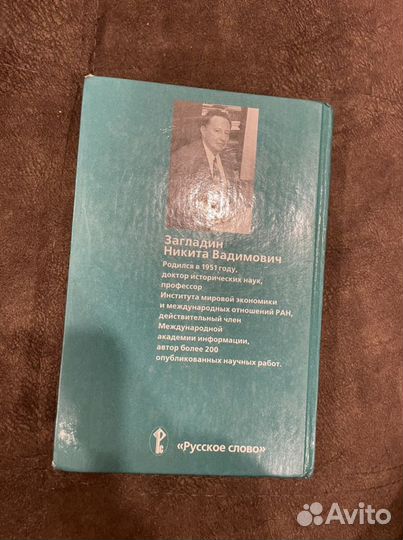 Загладин
Никита Вадимович
Родился в 1951 году,
доктор исторических наук,
профессор
Института мировой экономики
и международных отношений РАН,
действительный член
Международной
академии информации,
автор более 200
опубликованных научных работ.
«Русское слово»
Avito